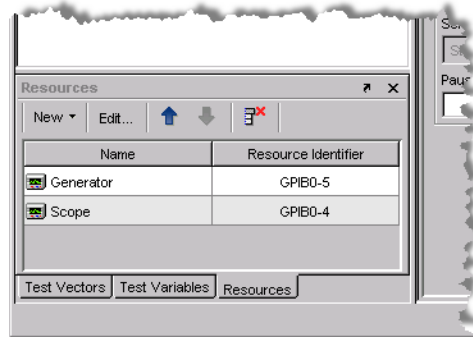 Resources
New Edit...
Name Resource Identifier
Generator GPIB0-5
Scope GPIB0-4
Test Vectors Test Variables Resources